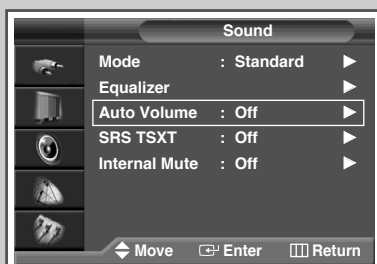 Sound
Mode : Standard
Equalizer
Auto Volume : Off
SRS TSXT : Off
Internal Mute : Off
Move Enter Return